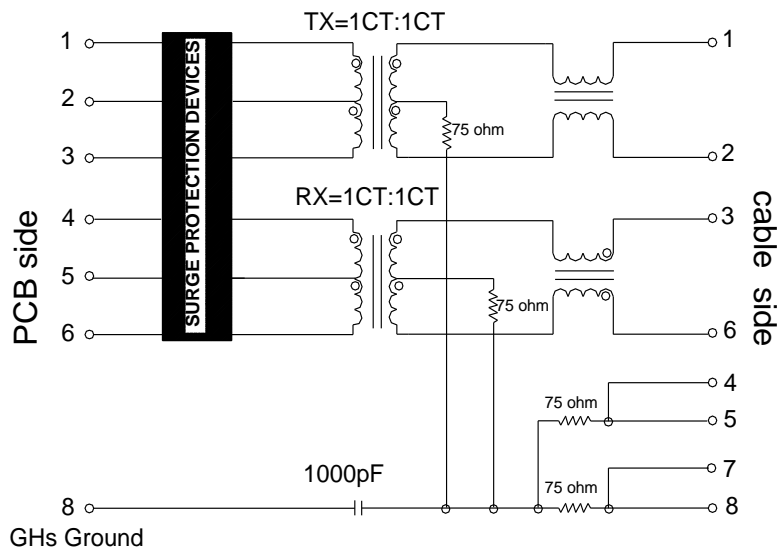 TX=1CT:1CT
1
2
3
SURGE PROTECTION DEVICES
75 ohm
1
2
RX=1CT:1CT
PCB side
4
5
6
75 ohm
3
6
cable side
75 ohm
4
5
1000pF
75 ohm
7
8
8
GHs Ground